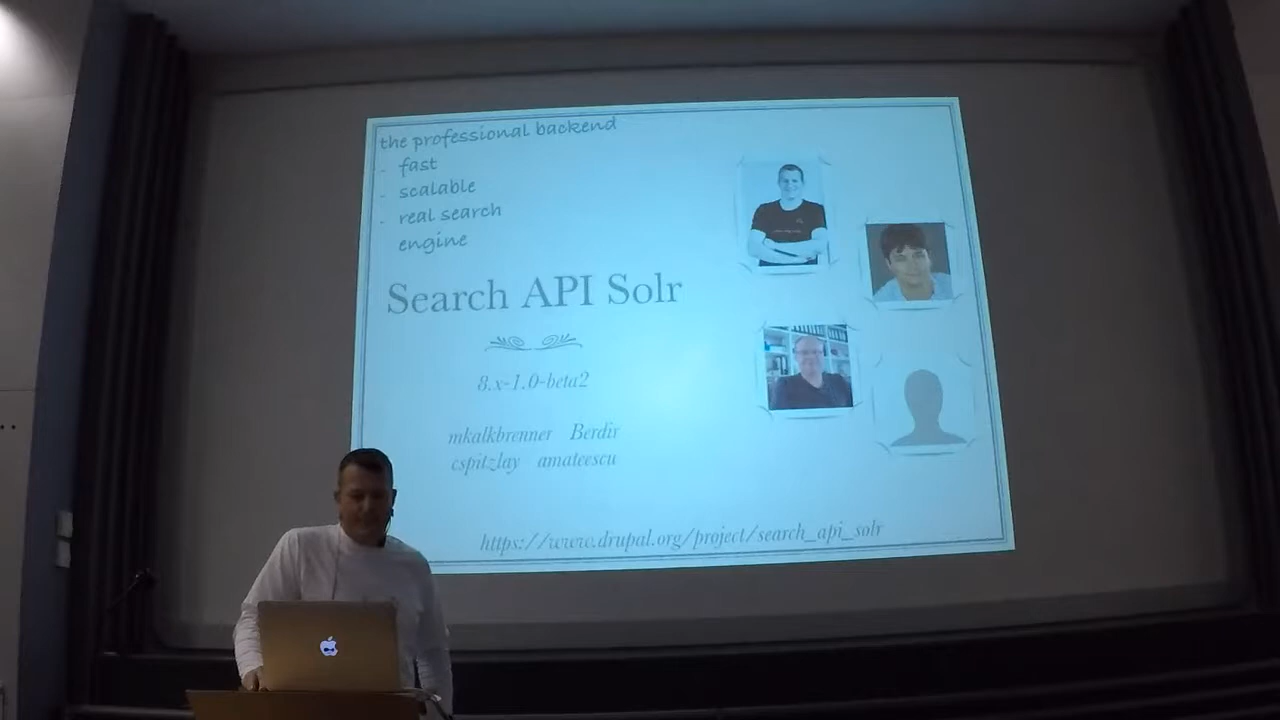 the professional backend
- fast
- scalable
- real search
engine
Search API Solr
8.x-1.0-beta2
mkalkbrenner Berdir
cspitzlay amateescu
https://www.drupal.org/project/search_api_solr